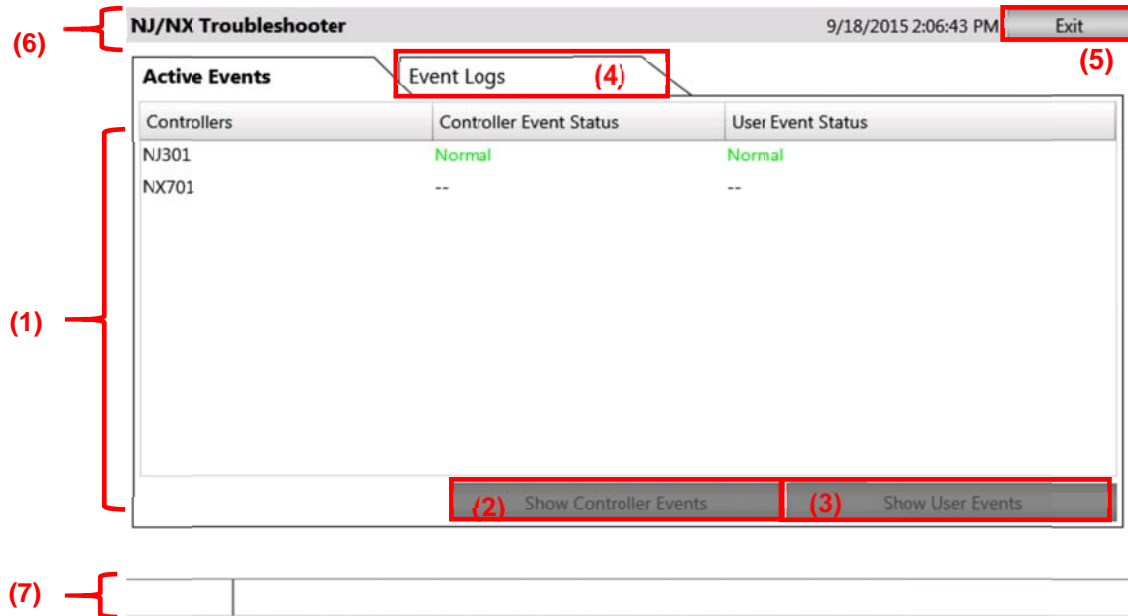 (6) NJ/NX Troubleshooter 9/18/2015 2:06:43 PM Exit
(5)
Active Events Event Logs (4)
Controllers Controller Event Status User Event Status
NJ301 Normal Normal
NX701 -- --
(1)
(2) Show Controller Events (3) Show User Events
(7)